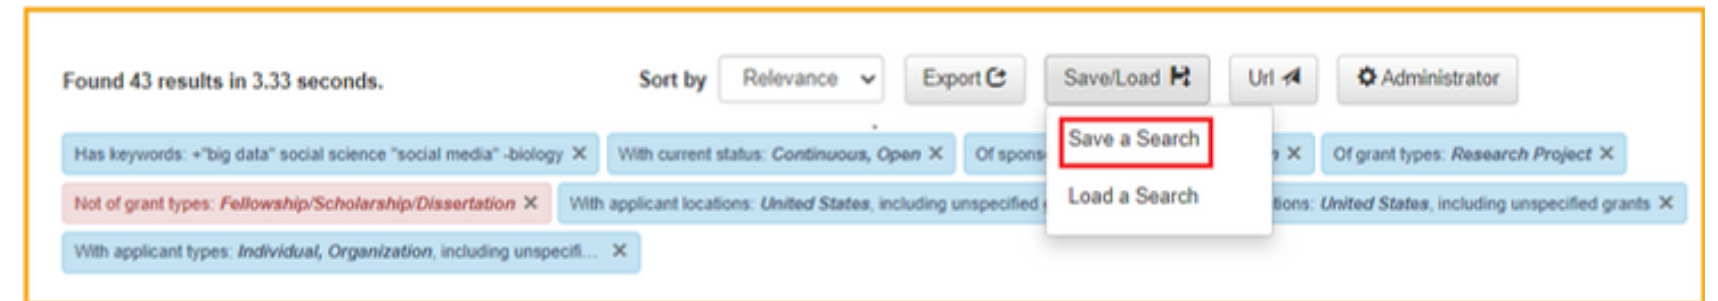 Found 43 results in 3.33 seconds. Sort by Relevance Export Save/Load Url Administrator
Save a Search
Has keywords: +"big data" social science "social media" -biology × With current status: Continuous, Open × Of × Of grant types: Research Project ×
Load a Search
Not of grant types: Fellowship/Scholarship/Dissertation × With applicant locations: United States, including unspecified United States, including unspecified grants ×
With applicant types: Individual, Organization, including unspecifi... ×